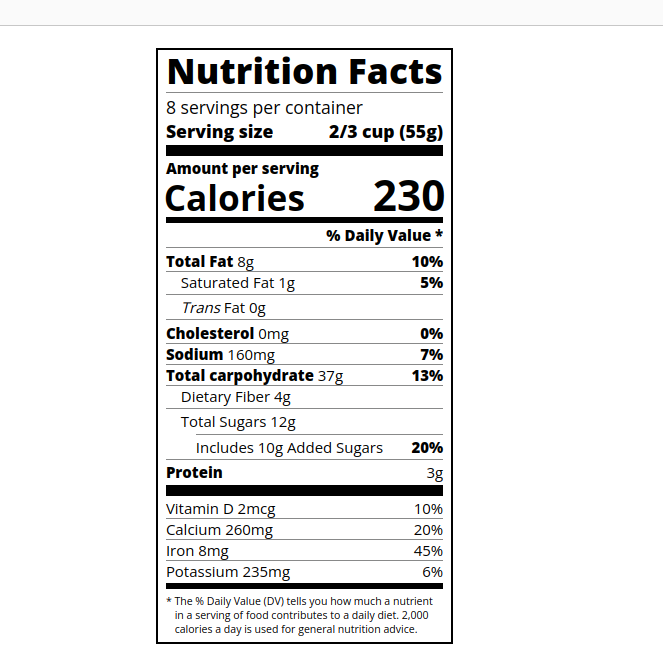 Nutrition Facts
8 servings per container
Serving size 2/3 cup (55g)
Amount per serving
Calories 230
% Daily Value *
Total Fat 8g 10%
Saturated Fat 1g 5%
Trans Fat 0g
Cholesterol 0mg 0%
Sodium 160mg 7%
Total carpohydrate 37g 13%
Dietary Fiber 4g
Total Sugars 12g
Includes 10g Added Sugars 20%
Protein 3g
Vitamin D 2mcg 10%
Calcium 260mg 20%
Iron 8mg 45%
Potassium 235mg 6%
* The % Daily Value (DV) tells you how much a nutrient
in a serving of food contributes to a daily diet. 2,000
calories a day is used for general nutrition advice.